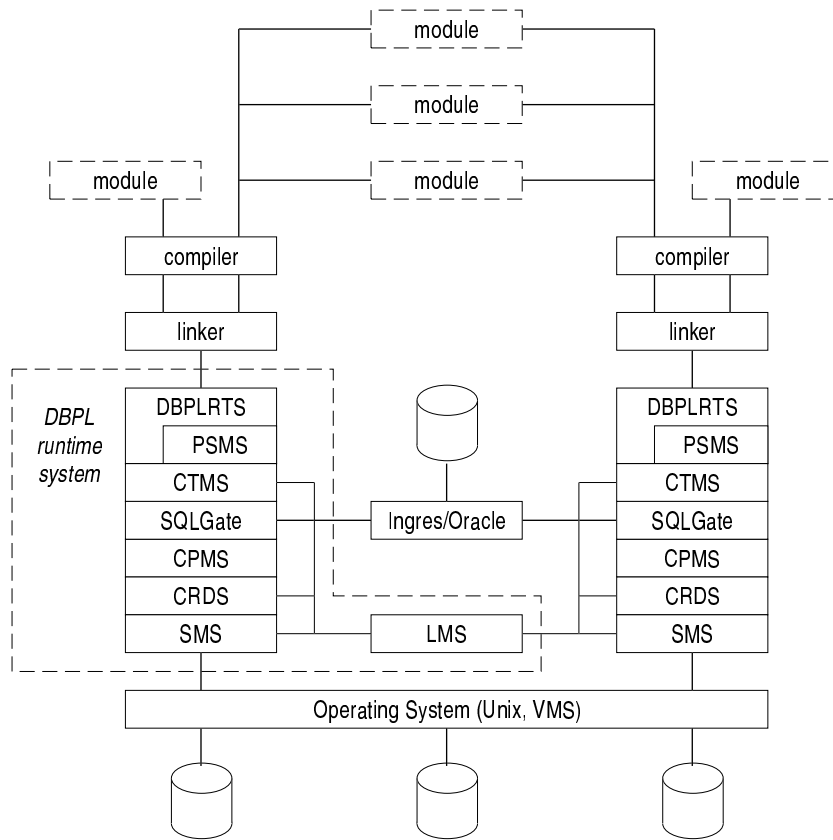 module
module
module
module
module
compiler
compiler
linker
linker
DBPL
runtime
system
DBPLRTS
PSMS
CTMS
SQLGate
CPMS
CRDS
SMS
Ingres/Oracle
LMS
DBPLRTS
PSMS
CTMS
SQLGate
CPMS
CRDS
SMS
Operating System (Unix, VMS)